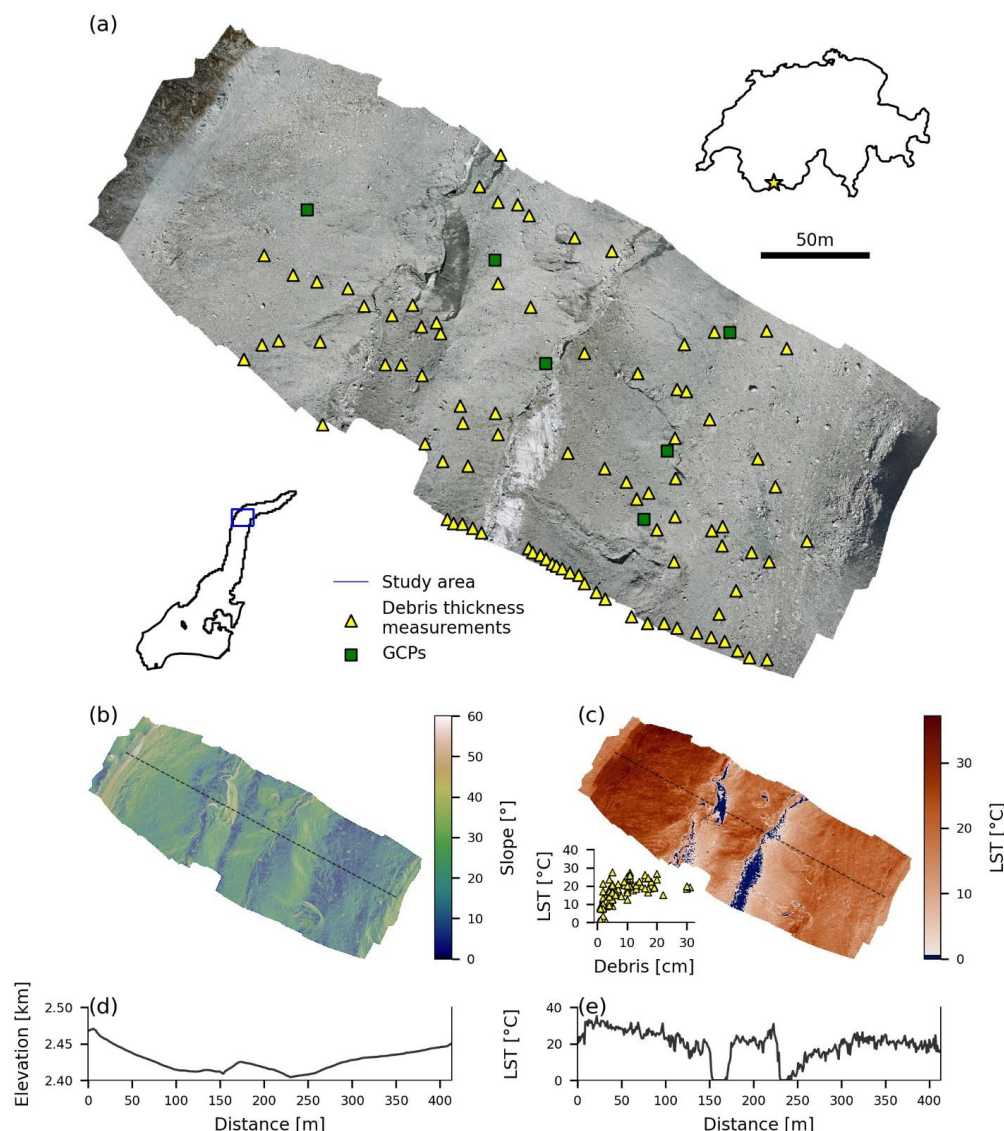 (a)
50m
Study area
Debris thickness
measurements
GCPs
(b)
60
50
40
30
20
10
0
Slope [°]
(c)
30
20
10
0
LST [°C]
40
30
20
10
0
LST [°C]
0 10 20 30
Debris [cm]
(d)
2.50
2.45
2.40
Elevation [km]
0 50 100 150 200 250 300 350 400
Distance [m]
(e)
40
20
0
LST [°C]
0 50 100 150 200 250 300 350 400
Distance [m]